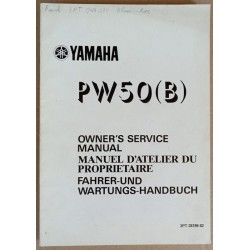 YAMAHA
PW50(B)
OWNER'S SERVICE
MANUAL
MANUEL D'ATELIER DU
PROPRIETAIRE
FAHRER-UND
WARTUNGS-HANDBUCH